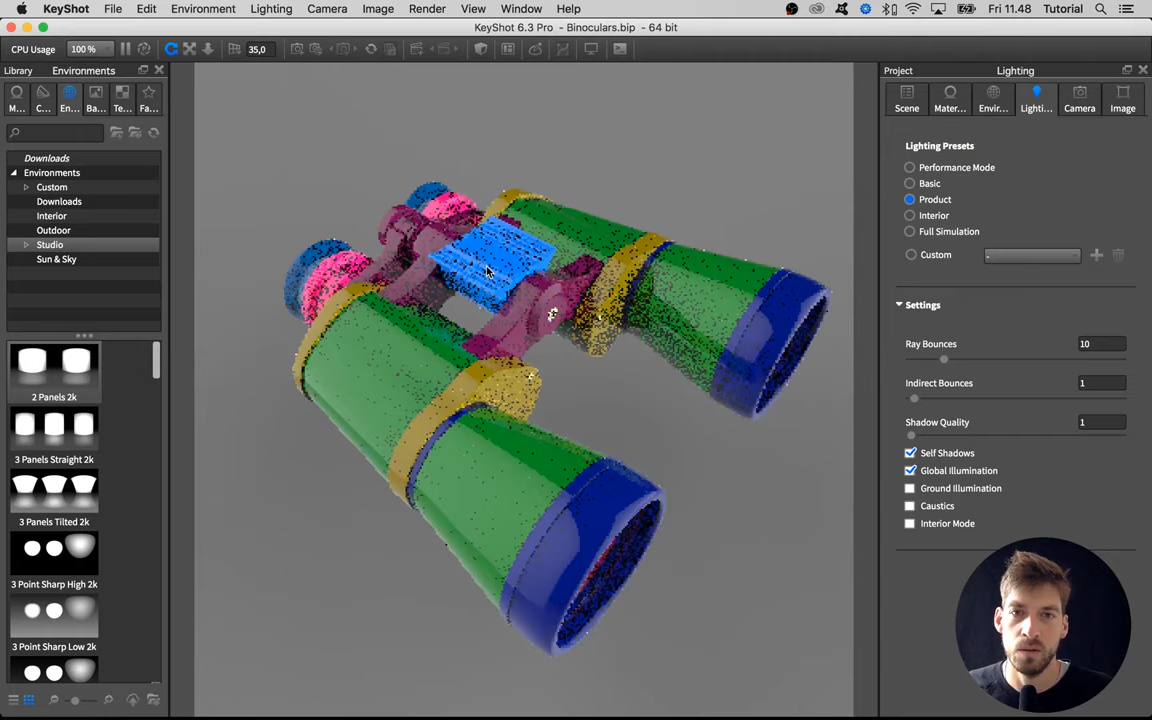 KeyShot File Edit Environment Lighting Camera Image Render View Window Help Fri 11.48 Tutorial
KeyShot 6.3 Pro - Binoculars.bip - 64 bit
CPU Usage 100 % 35,0
Library Environments
M... C... En... Ba... Te... Fa...
Downloads
Environments
Custom
Downloads
Interior
Outdoor
Studio
Sun & Sky
2 Panels 2k
3 Panels Straight 2k
3 Panels Tilted 2k
3 Point Sharp High 2k
3 Point Sharp Low 2k
Project Lighting
Scene Mater... Envir... Lighti... Camera Image
Lighting Presets
Performance Mode
Basic
Product
Interior
Full Simulation
Custom -
Settings
Ray Bounces 10
Indirect Bounces 1
Shadow Quality 1
Self Shadows
Global Illumination
Ground Illumination
Caustics
Interior Mode